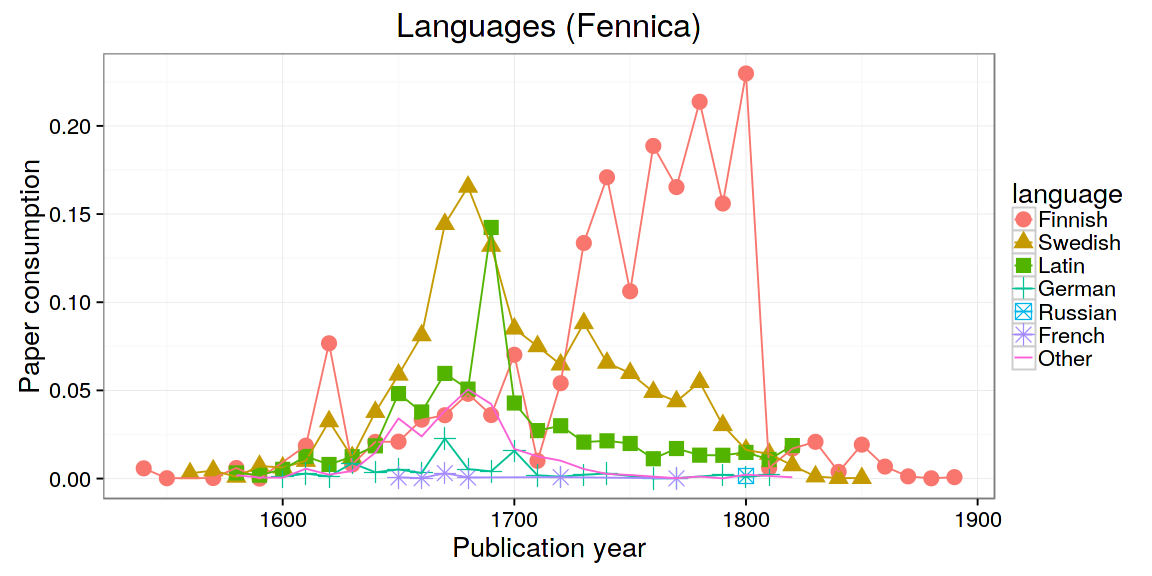 Languages (Fennica)
Paper consumption
0.20
0.15
0.10
0.05
0.00
1600 1700 1800 1900
Publication year
language
Finnish
Swedish
Latin
German
Russian
French
Other